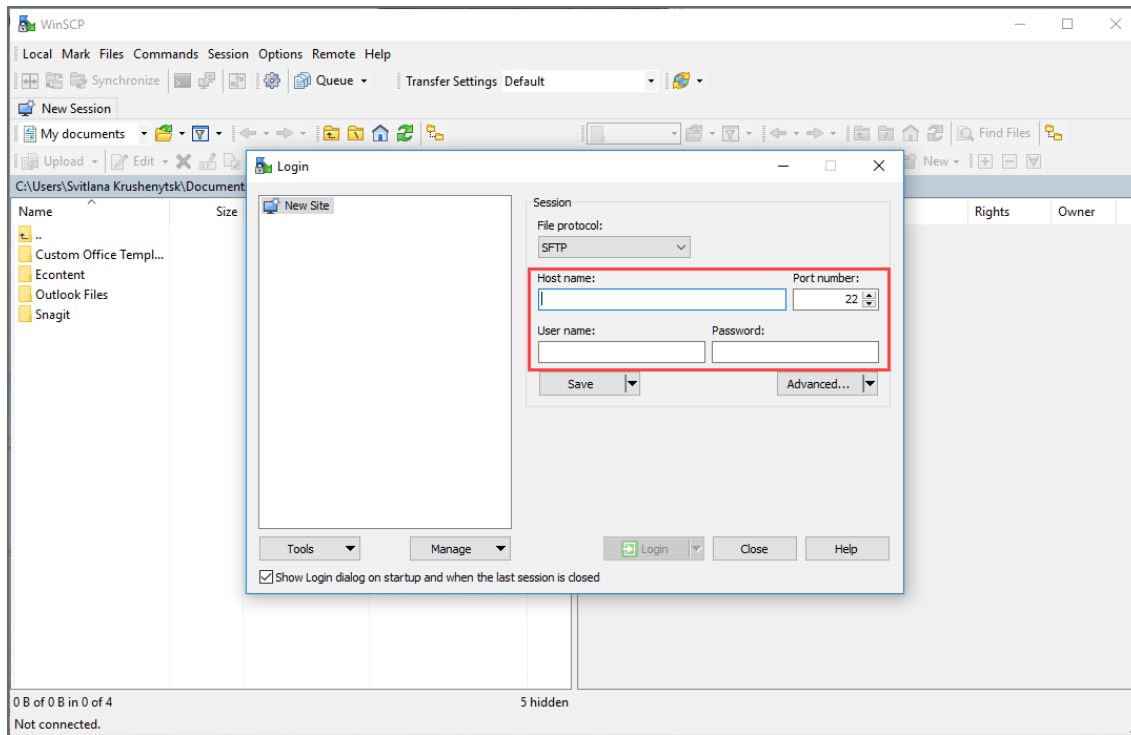 WinSCP
Local Mark Files Commands Session Options Remote Help
Synchronize Queue Transfer Settings Default
New Session
My documents Find Files
Upload Edit New
C:\Users\Svitlana Krushenytsk\Document
Name Size Rights Owner
..
Custom Office Templ...
Econtent
Outlook Files
Snagit
Login
New Site
Session
File protocol:
SFTP
Host name: Port number:
22
User name: Password:
Save Advanced...
Tools Manage Login Close Help
Show Login dialog on startup and when the last session is closed
0 B of 0 B in 0 of 4 5 hidden
Not connected.